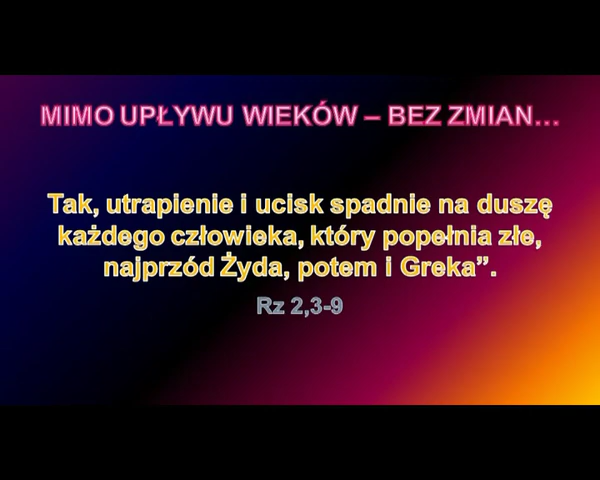 MIMO UPŁYWU WIEKÓW – BEZ ZMIAN...
Tak, utrapienie i ucisk spadnie na duszę
każdego człowieka, który popełnia złe,
najprzód Żyda, potem i Greka”.
Rz 2,3-9